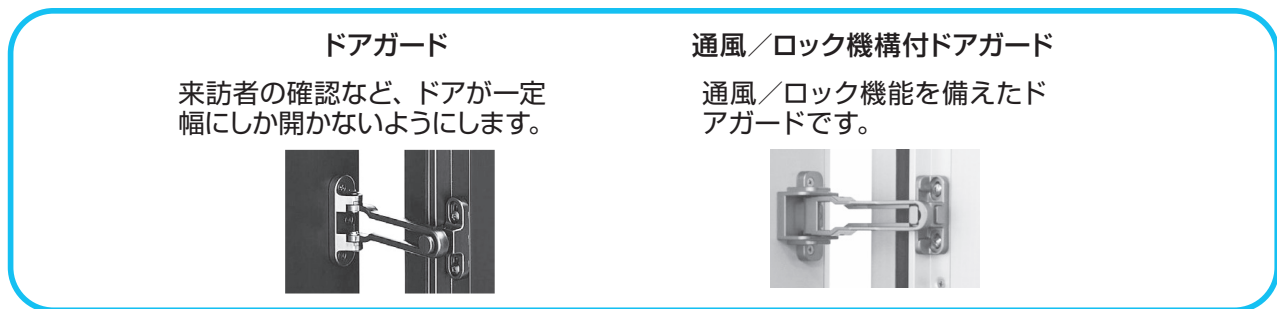 ドアガード
来訪者の確認など、ドアが一定
幅にしか開かないようにします。
通風／ロック機構付ドアガード
通風／ロック機能を備えたド
アガードです。